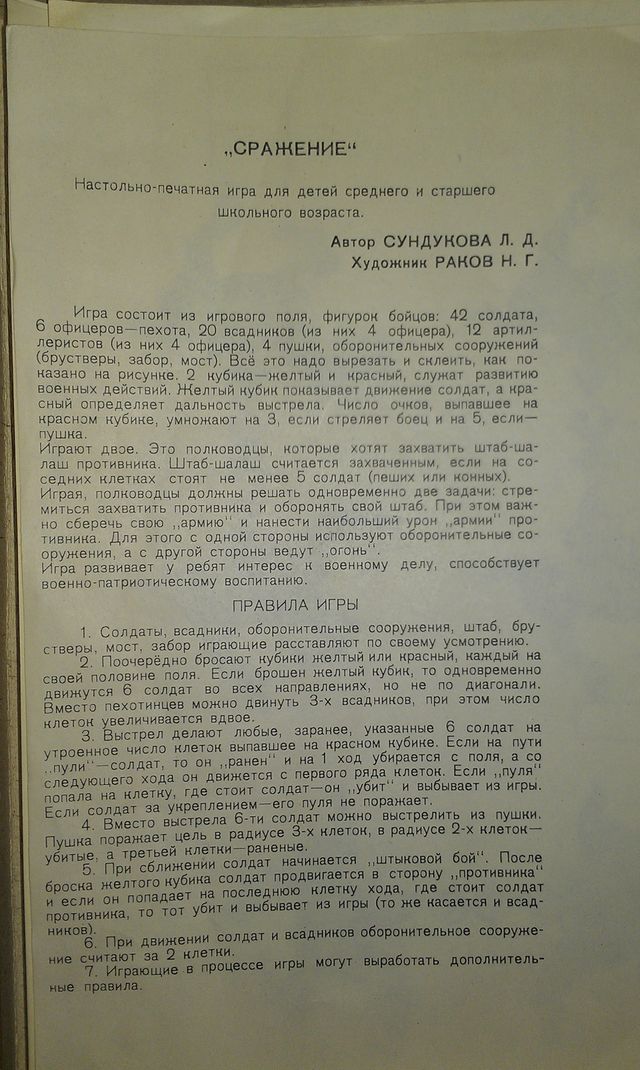 „СРАЖЕНИЕ“
Настольно-печатная игра для детей среднего и старшего
школьного возраста.
Автор СУНДУКОВА Л. Д.
Художник РАКОВ Н. Г.
Игра состоит из игрового поля, фигурок бойцов: 42 солдата,
6 офицеров—пехота, 20 всадников (из них 4 офицера), 12 артил-
леристов (из них 4 офицера), 4 пушки, оборонительных сооружений
(брустверы, забор, мост). Всё это надо вырезать и склеить, как по-
казано на рисунке. 2 кубика—желтый и красный, служат развитию
военных действий. Желтый кубик показывает движение солдат, а кра-
сный определяет дальность выстрела. Число очков, выпавшее на
красном кубике, умножают на 3, если стреляет боец и на 5, если—
пушка.
Играют двое. Это полководцы, которые хотят захватить штаб-ша-
лаш противника. Штаб-шалаш считается захваченным, если на со-
седних клетках стоят не менее 5 солдат (пеших или конных).
Играя, полководцы должны решать одновременно две задачи: стре-
миться захватить противника и оборонять свой штаб. При этом важ-
но сберечь свою „армию“ и нанести наибольший урон „армии“ про-
тивника. Для этого с одной стороны используют оборонительные со-
оружения, а с другой стороны ведут „огонь“.
Игра развивает у ребят интерес к военному делу, способствует
военно-патриотическому воспитанию.
ПРАВИЛА ИГРЫ
1. Солдаты, всадники, оборонительные сооружения, штаб, бру-
стверы, мост, забор играющие расставляют по своему усмотрению.
2. Поочерёдно бросают кубики желтый или красный, каждый на
своей половине поля. Если брошен желтый кубик, то одновременно
движутся 6 солдат во всех направлениях, но не по диагонали.
Вместо пехотинцев можно двинуть 3-х всадников, при этом число
клеток увеличивается вдвое.
3. Выстрел делают любые, заранее, указанные 6 солдат на
утроенное число клеток выпавшее на красном кубике. Если на пути
„пули“—солдат, то он „ранен“ и на 1 ход убирается с поля, а со
следующего хода он движется с первого ряда клеток. Если „пуля“
попала на клетку, где стоит солдат—он „убит“ и выбывает из игры.
Если солдат за укреплением—его пуля не поражает.
4. Вместо выстрела 6-ти солдат можно выстрелить из пушки.
Пушка поражает цель в радиусе 3-х клеток, в радиусе 2-х клеток—
убитые, а третьей клетки—раненые.
5. При сближении солдат начинается „штыковой бой“. После
броска желтого кубика солдат продвигается в сторону „противника“
и если он попадает на последнюю клетку хода, где стоит солдат
противника, то тот убит и выбывает из игры (то же касается и всад-
ников).
6. При движении солдат и всадников оборонительное сооруже-
ние считают за 2 клетки.
7. Играющие в процессе игры могут выработать дополнитель-
ные правила.